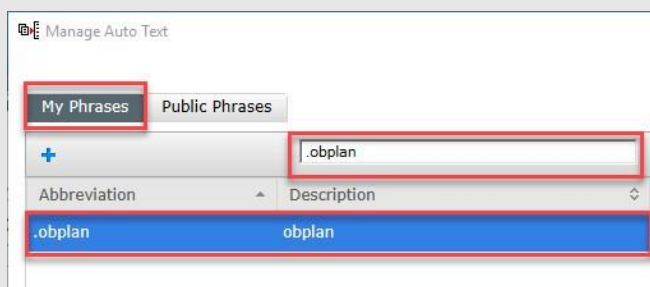 Manage Auto Text
My Phrases Public Phrases
+ .obplan
Abbreviation Description
.obplan obplan